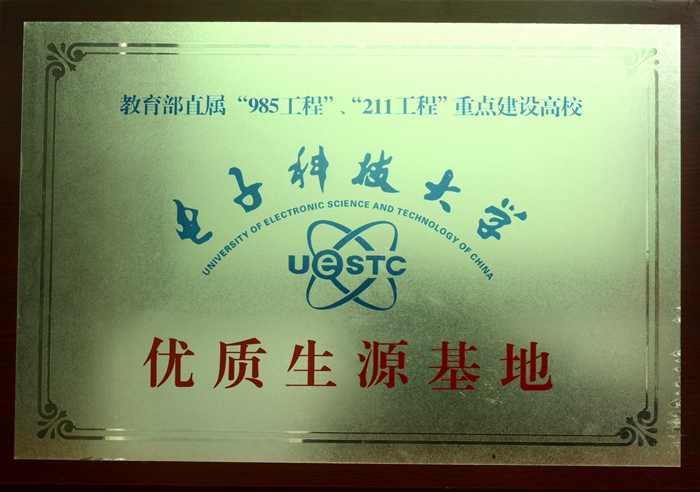 教育部直属“985工程”、“211工程”重点建设高校
电子科技大学
UNIVERSITY OF ELECTRONIC SCIENCE AND TECHNOLOGY OF CHINA
UeSTC
优质生源基地